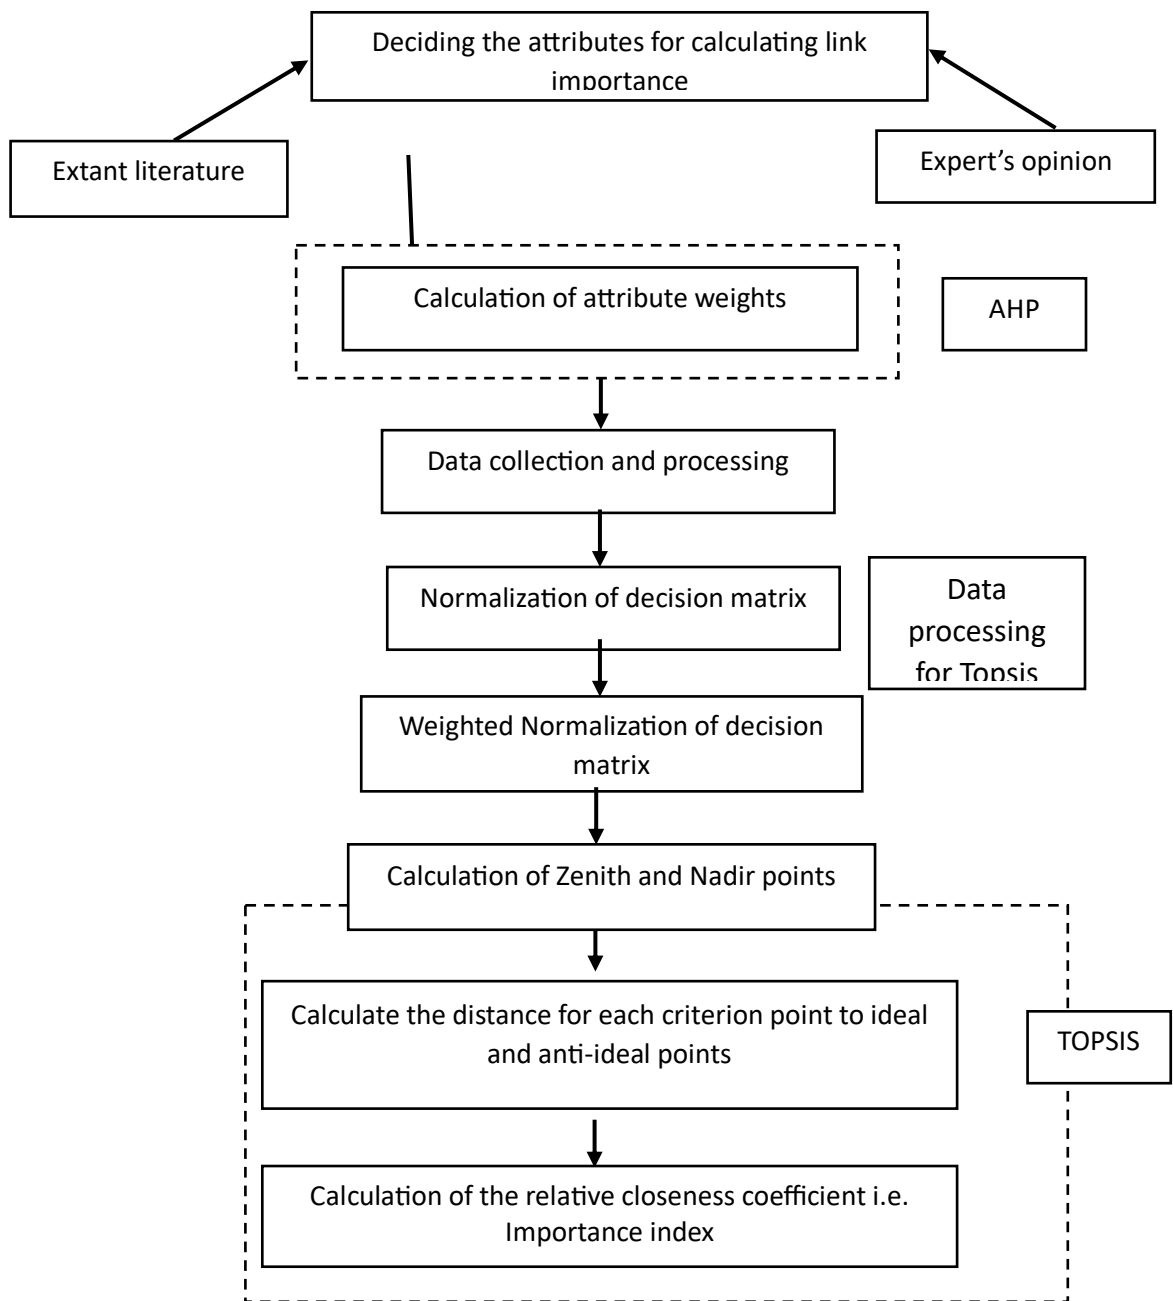 Deciding the attributes for calculating link
importance
Extant literature
Expert’s opinion
Calculation of attribute weights
AHP
Data collection and processing
Normalization of decision matrix
Data
processing
for Topsis
Weighted Normalization of decision
matrix
Calculation of Zenith and Nadir points
Calculate the distance for each criterion point to ideal
and anti-ideal points
TOPSIS
Calculation of the relative closeness coefficient i.e.
Importance index